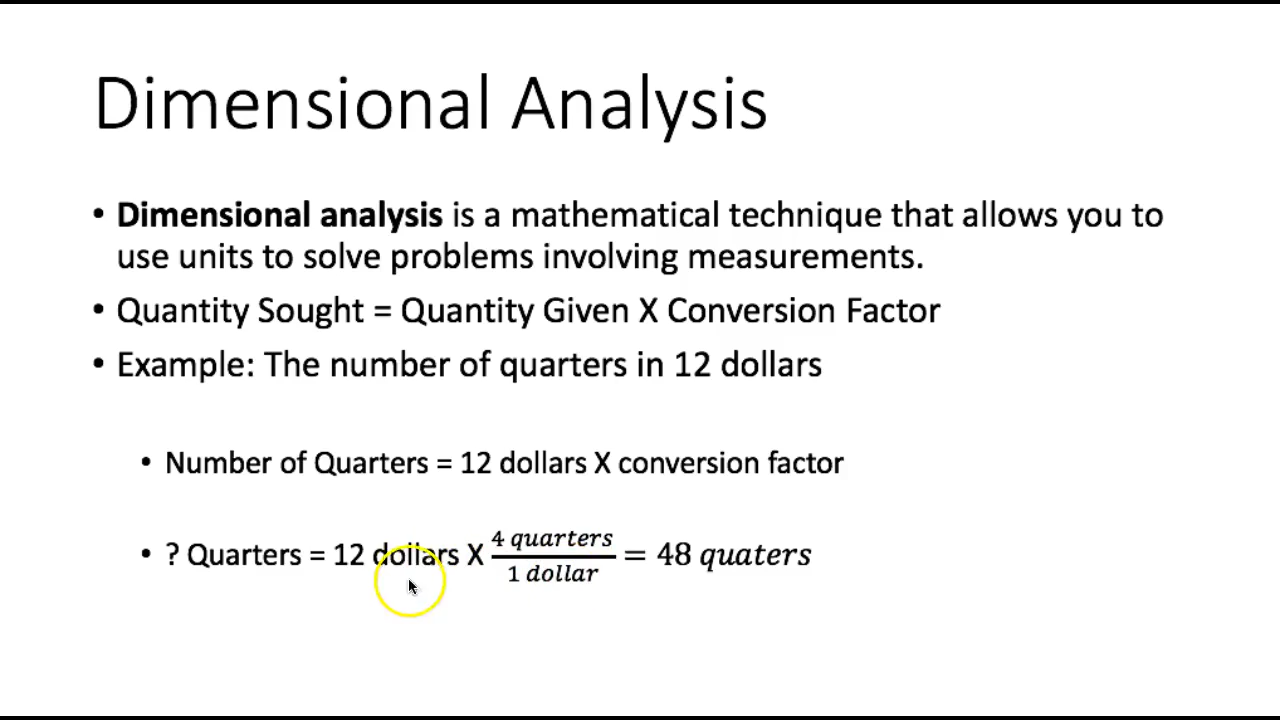 Dimensional Analysis
• Dimensional analysis is a mathematical technique that allows you to
use units to solve problems involving measurements.
• Quantity Sought = Quantity Given X Conversion Factor
• Example: The number of quarters in 12 dollars
• Number of Quarters = 12 dollars X conversion factor
• ? Quarters = 12 dollars X 4 quarters / 1 dollar = 48 quaters